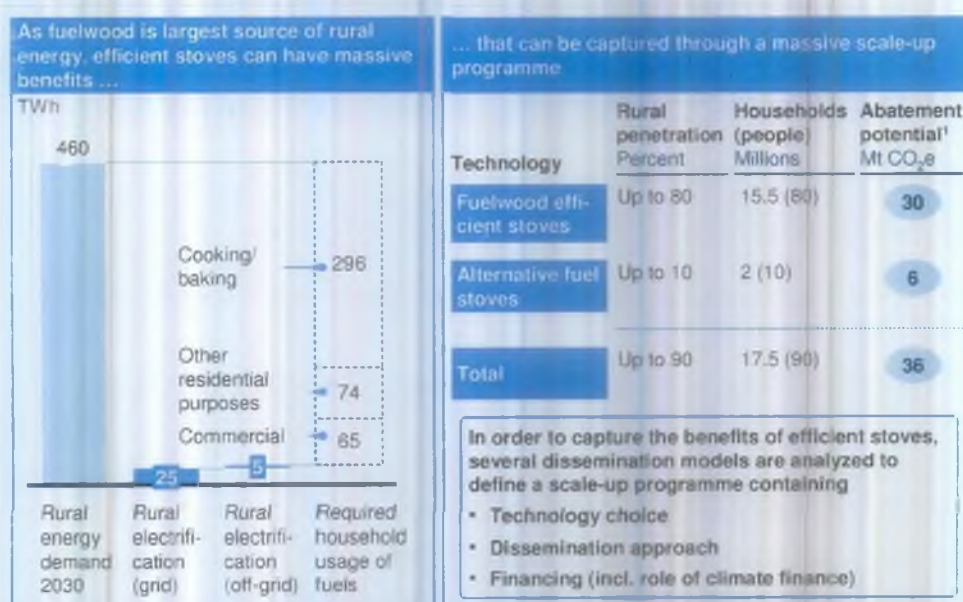 As fuelwood is largest source of rural
energy, efficient stoves can have massive
benefits ...
TWh
460
Cooking/
baking
296
Other
residential
purposes
74
Commercial
65
25
5
Rural
energy
demand
2030
Rural
electrifi-
cation
(grid)
Rural
electrifi-
cation
(off-grid)
Required
household
usage of
fuels
... that can be captured through a massive scale-up
programme
Technology
Rural
penetration
Percent
Households
(people)
Millions
Abatement
potential¹
Mt CO₂e
Fuelwood effi-
cient stoves
Up to 80
15.5 (80)
30
Alternative fuel
stoves
Up to 10
2 (10)
6
Total
Up to 90
17.5 (90)
36
In order to capture the benefits of efficient stoves,
several dissemination models are analyzed to
define a scale-up programme containing
• Technology choice
• Dissemination approach
• Financing (incl. role of climate finance)